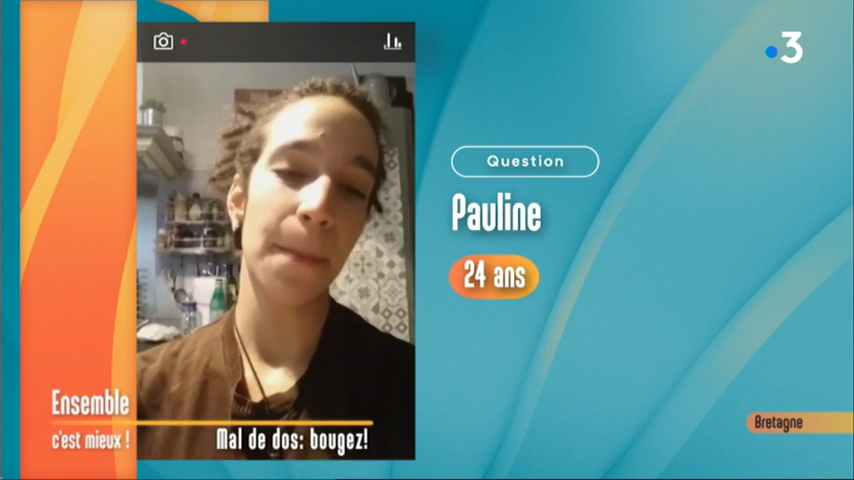 3
Question
Pauline
24 ans
Bretagne
Ensemble
c'est mieux !
Mal de dos: bougez!